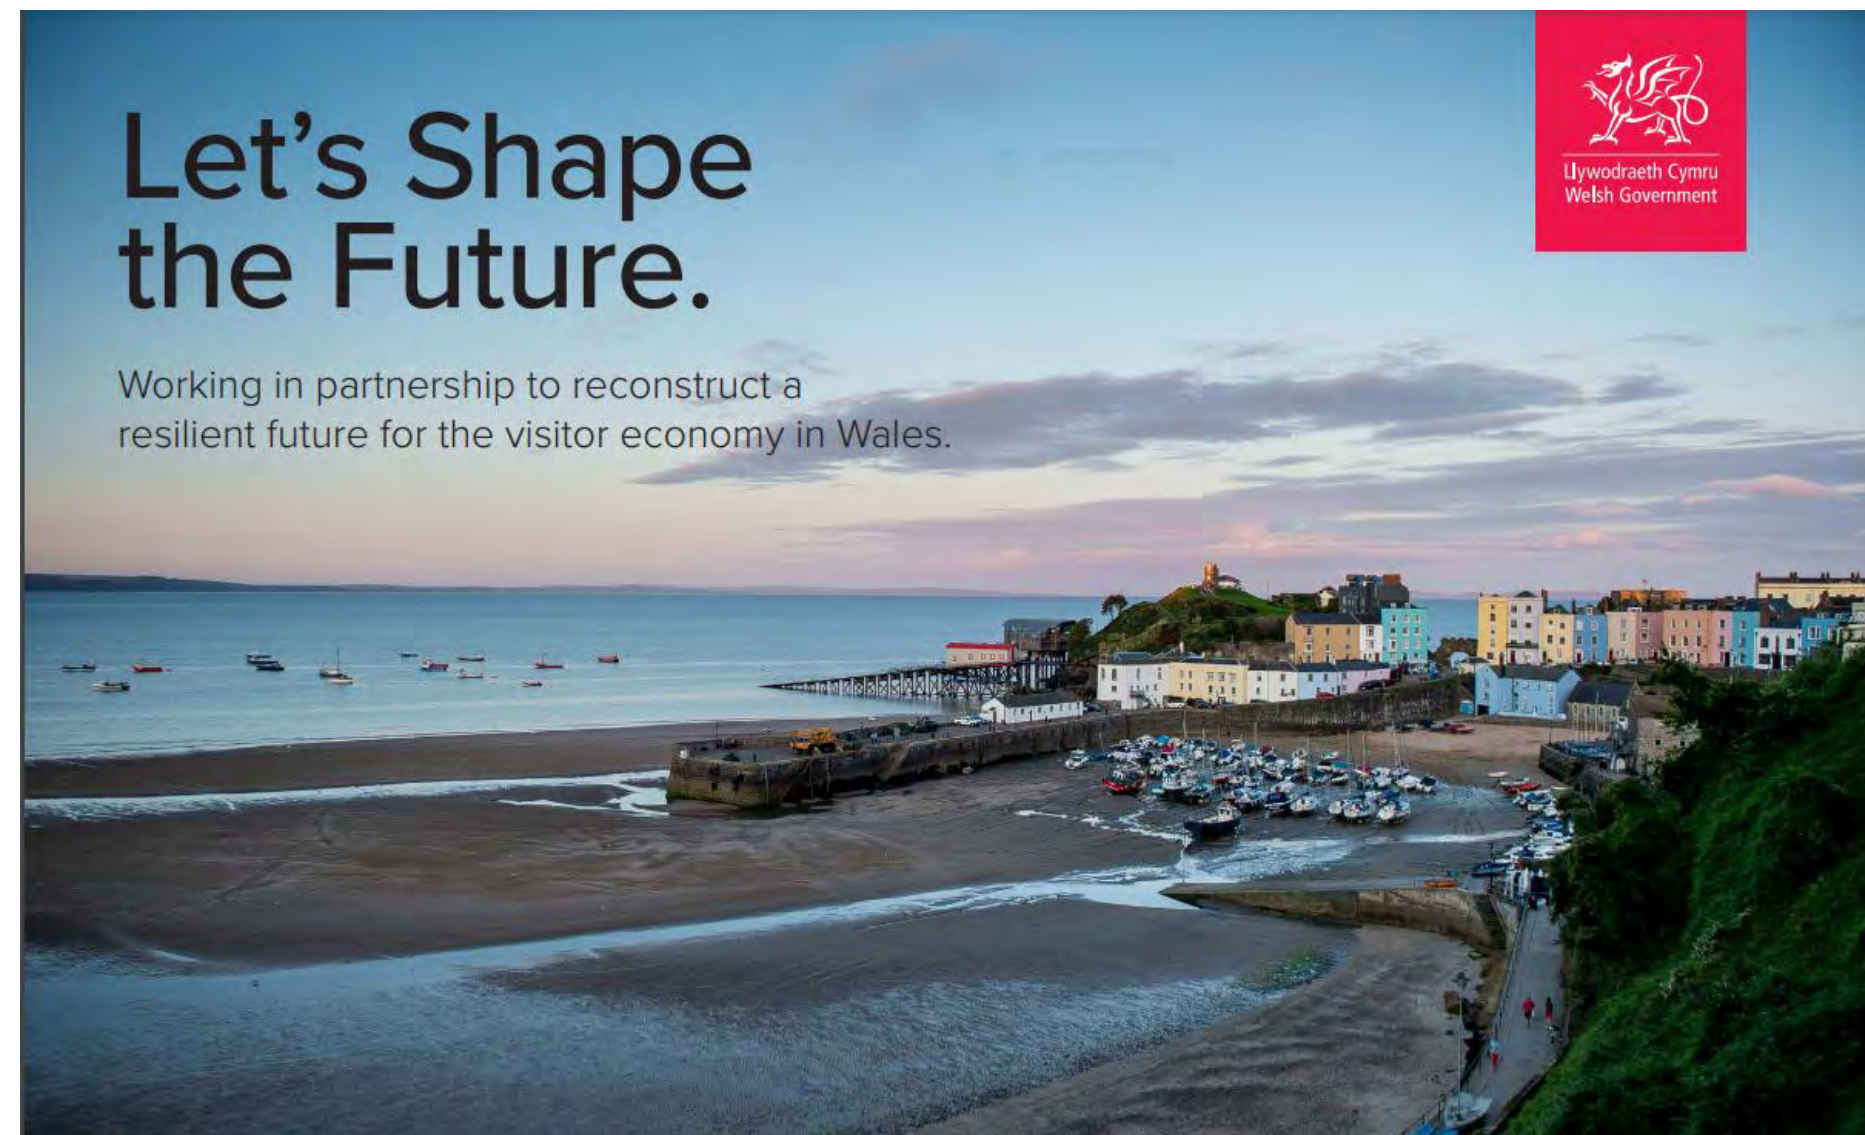 Let's Shape
the Future.
Working in partnership to reconstruct a
resilient future for the visitor economy in Wales.
Llywodraeth Cymru
Welsh Government